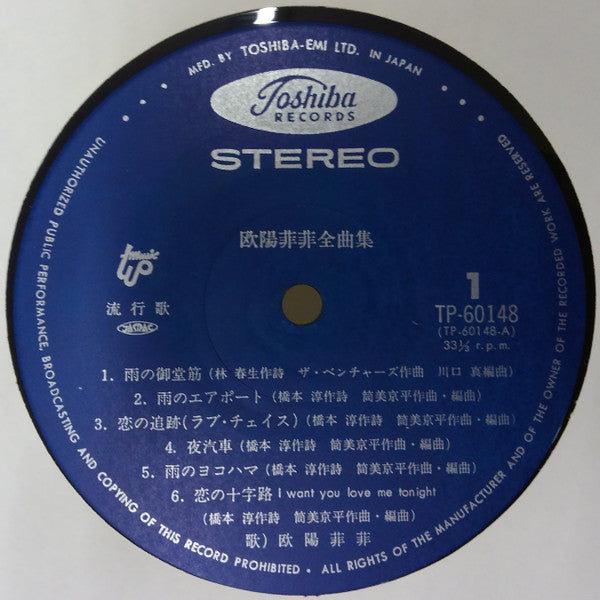 MFD. BY TOSHIBA-EMI LTD. IN JAPAN
Toshiba
RECORDS
STEREO
欧陽菲菲全曲集
music
tp
流行歌
JASRAC
1
TP-60148
(TP-60148-A)
33⅓ r.p.m.
1. 雨の御堂筋 (林 春生作詩 ザ・ベンチャーズ作曲 川口 真編曲)
2. 雨のエアポート (橋本 淳作詩 筒美京平作曲・編曲)
3. 恋の追跡(ラブ・チェイス) (橋本 淳作詩 筒美京平作曲・編曲)
4. 夜汽車 (橋本 淳作詩 筒美京平作曲・編曲)
5. 雨のヨコハマ (橋本 淳作詩 筒美京平作曲・編曲)
6. 恋の十字路 I want you love me tonight
(橋本 淳作詩 筒美京平作曲・編曲)
歌) 欧陽菲菲
UNAUTHORIZED PUBLIC PERFORMANCE, BROADCASTING AND COPYING OF THIS RECORD PROHIBITED • ALL RIGHTS OF THE MANUFACTURER AND OF THE OWNER OF THE RECORDED WORK ARE RESERVED